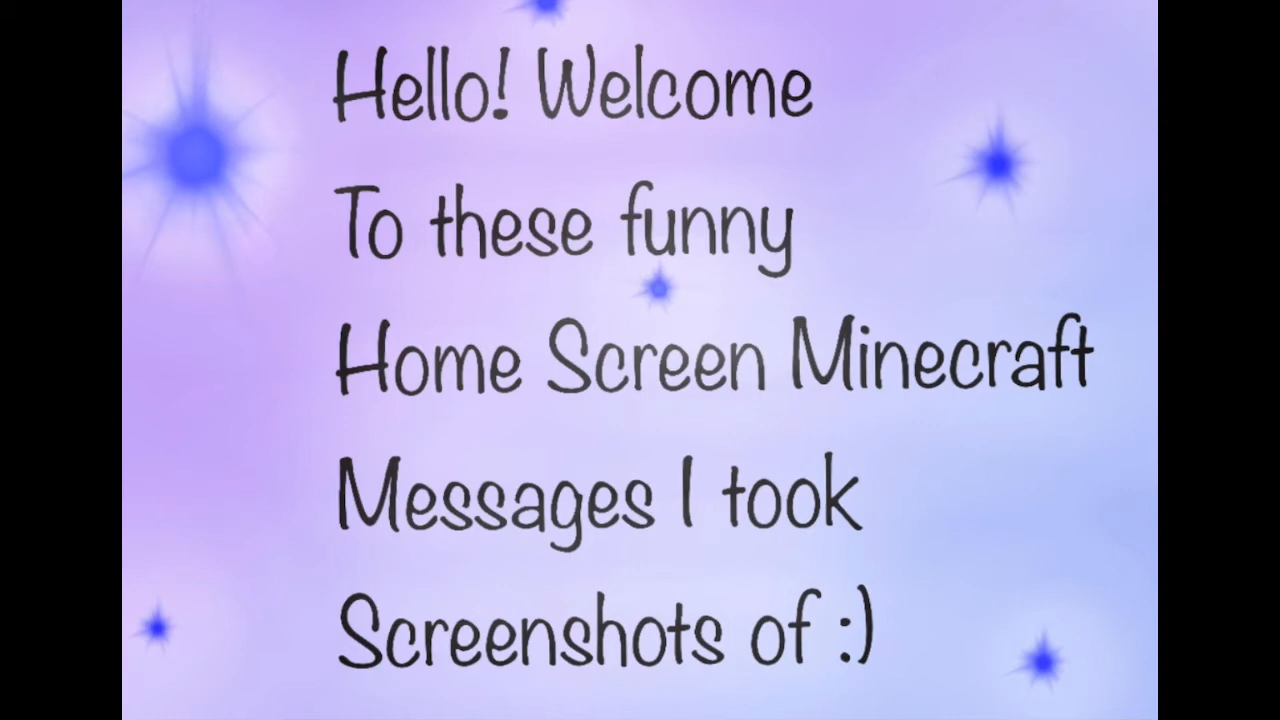 Hello! Welcome
To these funny
Home Screen Minecraft
Messages I took
Screenshots of :)